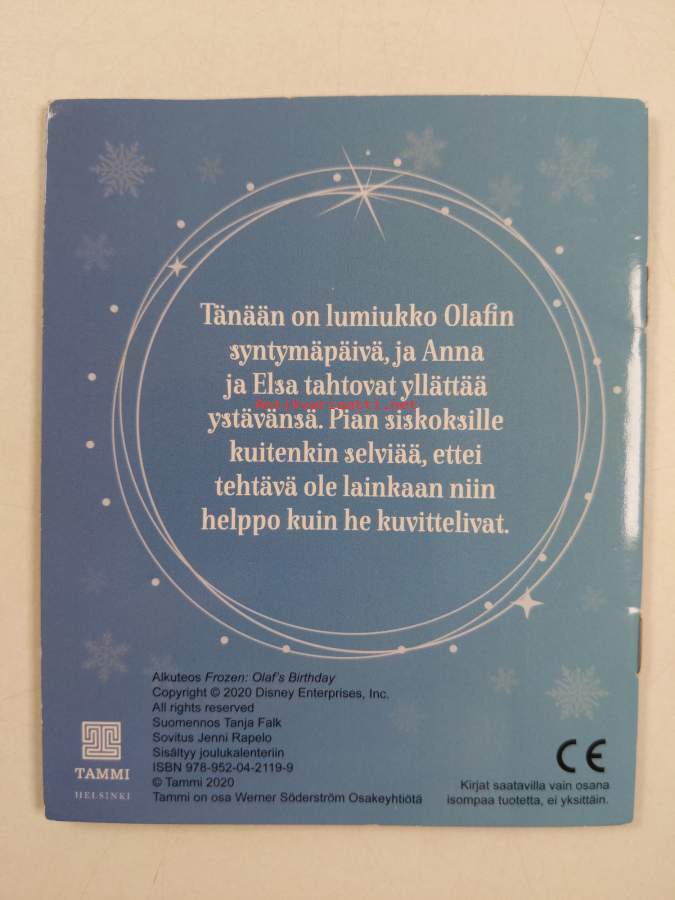 Tänään on lumiukko Olafin
syntymäpäivä, ja Anna
ja Elsa tahtovat yllättää
Antikvariaatti.net
ystävänsä. Pian siskoksille
kuitenkin selviää, ettei
tehtävä ole lainkaan niin
helppo kuin he kuvittelivat.
Alkuteos Frozen: Olaf's Birthday
Copyright © 2020 Disney Enterprises, Inc.
All rights reserved
Suomennos Tanja Falk
Sovitus Jenni Rapelo
Sisältyy joulukalenteriin
ISBN 978-952-04-2119-9
© Tammi 2020
Tammi on osa Werner Söderström Osakeyhtiötä
TAMMI
HELSINKI
CE
Kirjat saatavilla vain osana
isompaa tuotetta, ei yksittäin.